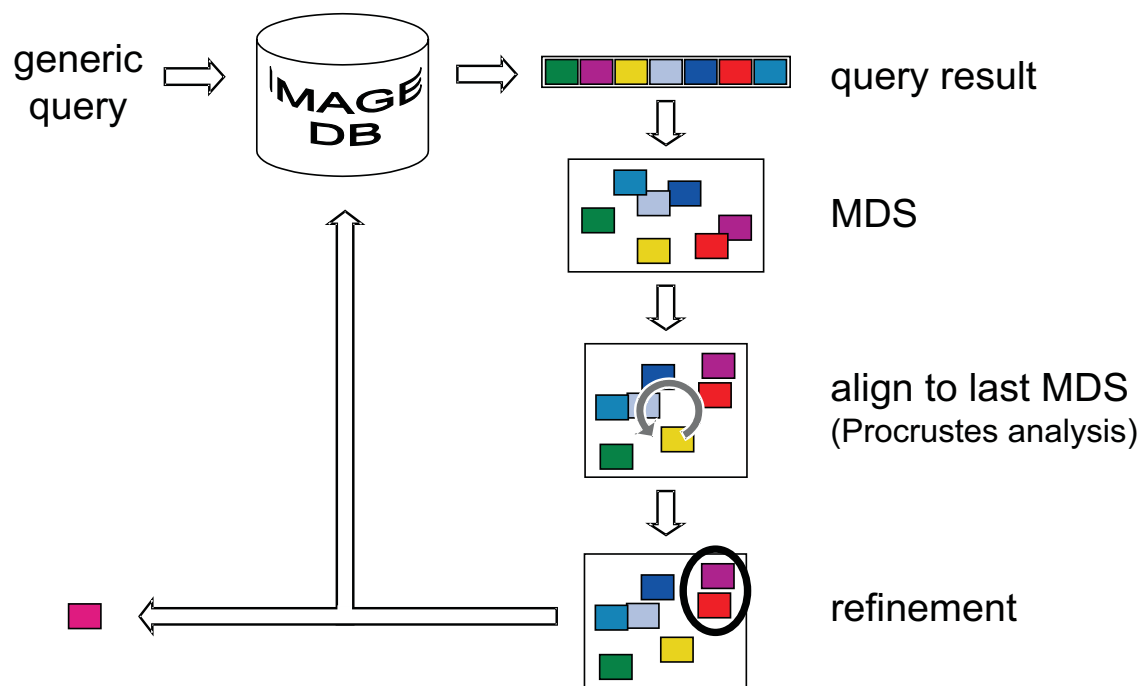 generic
query
IMAGE
DB
query result
MDS
align to last MDS
(Procrustes analysis)
refinement